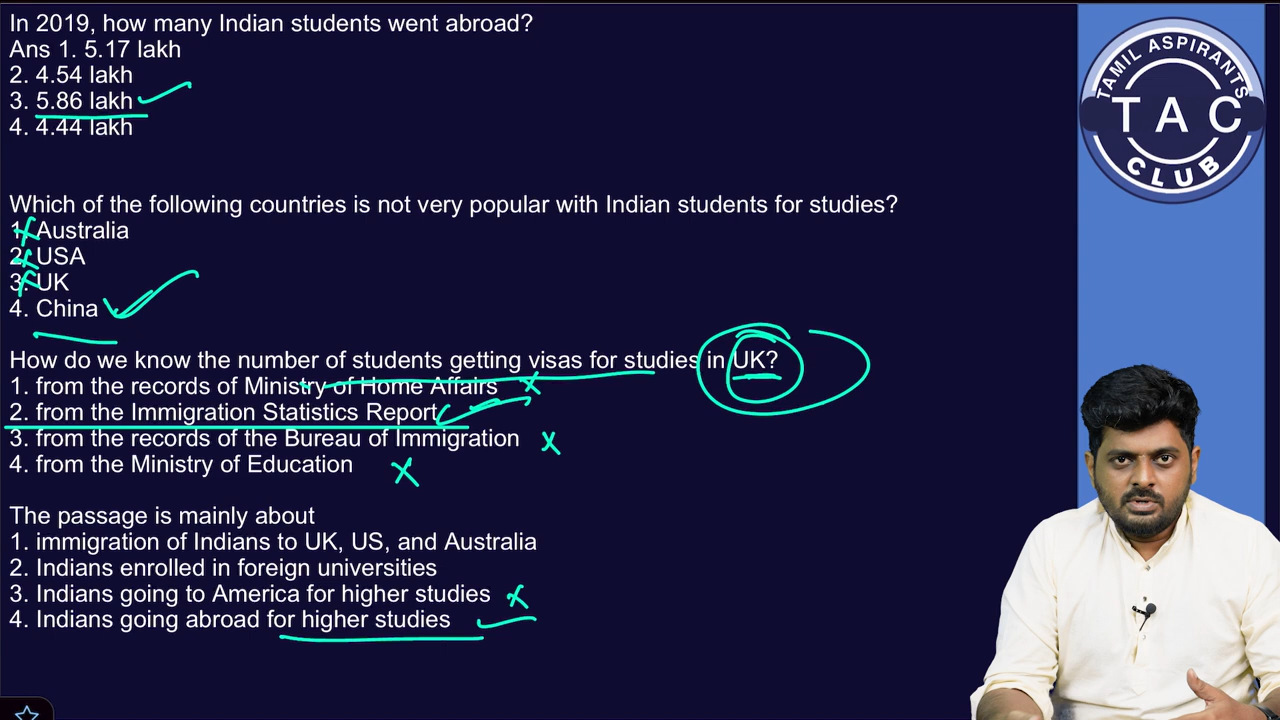 In 2019, how many Indian students went abroad?
Ans 1. 5.17 lakh
2. 4.54 lakh
3. 5.86 lakh
4. 4.44 lakh
Which of the following countries is not very popular with Indian students for studies?
1. Australia
2. USA
3. UK
4. China
How do we know the number of students getting visas for studies in UK?
1. from the records of Ministry of Home Affairs
2. from the Immigration Statistics Report
3. from the records of the Bureau of Immigration
4. from the Ministry of Education
The passage is mainly about
1. immigration of Indians to UK, US, and Australia
2. Indians enrolled in foreign universities
3. Indians going to America for higher studies
4. Indians going abroad for higher studies
TAMIL ASPIRANTS
TAC
CLUB